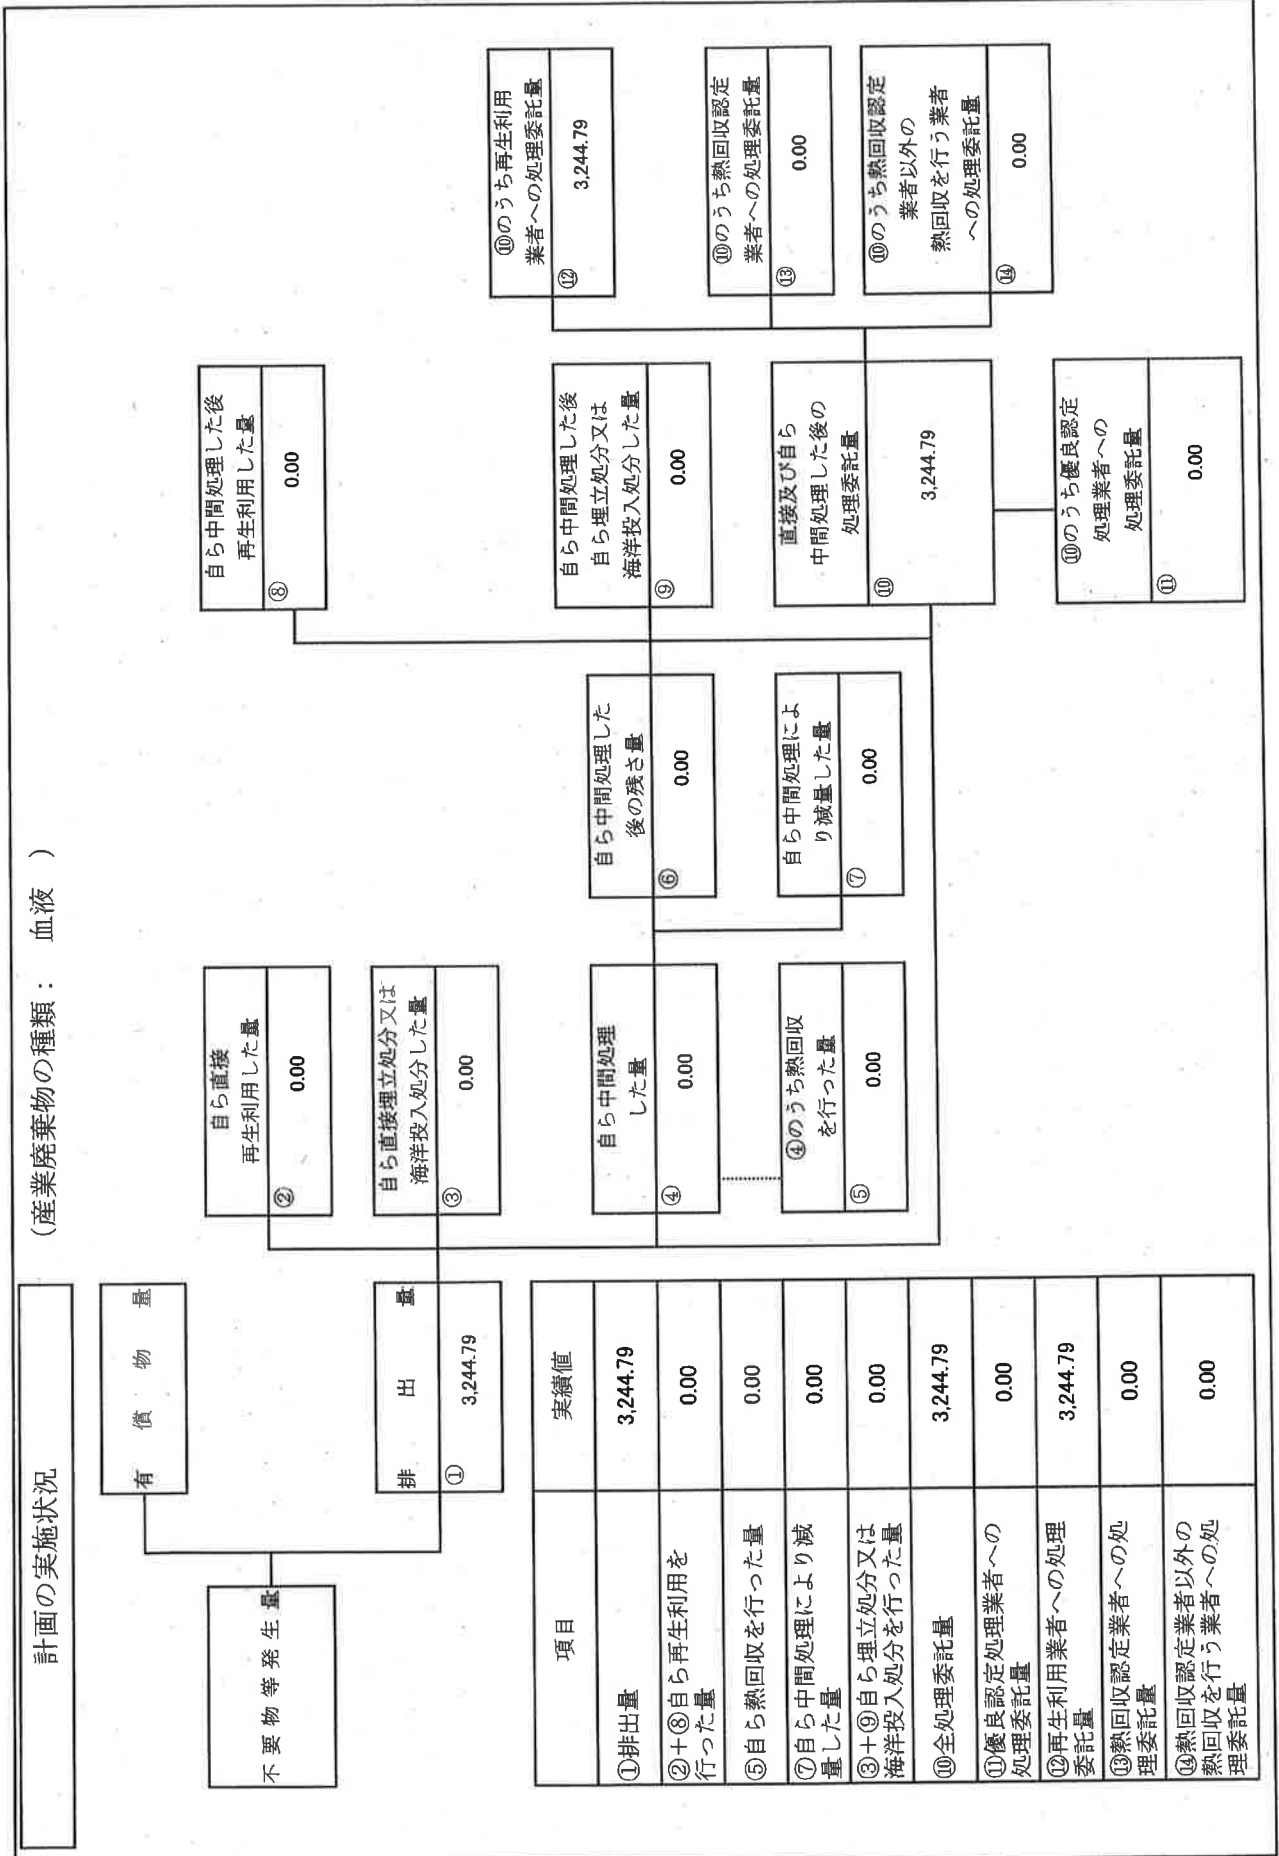 計画の実施状況
(産業廃棄物の種類： 血液 )
不要物等発生量
有償物量
排出量
① 3,244.79
自ら直接
再生利用した量
② 0.00
自ら直接埋立処分又は
海洋投入処分した量
③ 0.00
自ら中間処理
した量
④ 0.00
④のうち熱回収
を行った量
⑤ 0.00
自ら中間処理した
後の残さ量
⑥ 0.00
自ら中間処理によ
り減量した量
⑦ 0.00
自ら中間処理した後
再生利用した量
⑧ 0.00
自ら中間処理した後
自ら埋立処分又は
海洋投入処分した量
⑨ 0.00
直接及び自ら
中間処理した後の
処理委託量
⑩ 3,244.79
⑩のうち優良認定
処理業者への
処理委託量
⑪ 0.00
⑩のうち再生利用
業者への処理委託量
⑫ 3,244.79
⑩のうち熱回収認定
業者への処理委託量
⑬ 0.00
⑩のうち熱回収認定
業者以外の
熱回収を行う業者
への処理委託量
⑭ 0.00
項目 実績値
①排出量 3,244.79
②＋⑧自ら再生利用を
行った量 0.00
⑤自ら熱回収を行った量 0.00
⑦自ら中間処理により減
量した量 0.00
③＋⑨自ら埋立処分又は
海洋投入処分を行った量 0.00
⑩全処理委託量 3,244.79
⑪優良認定処理業者への
処理委託量 0.00
⑫再生利用業者への処理
委託量 3,244.79
⑬熱回収認定業者への処
理委託量 0.00
⑭熱回収認定業者以外の
熱回収を行う業者への処
理委託量 0.00